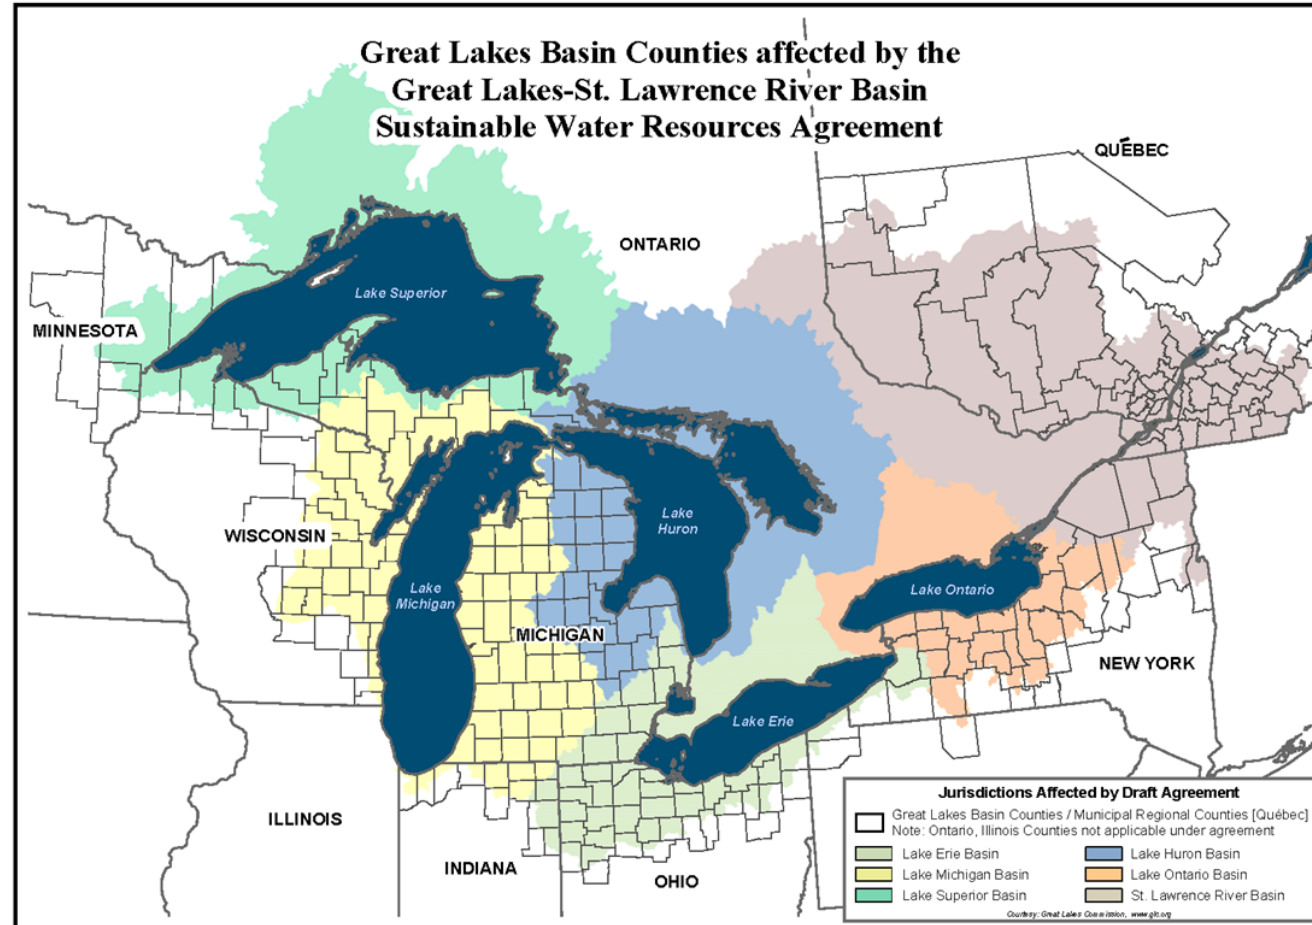 Great Lakes Basin Counties affected by the
Great Lakes-St. Lawrence River Basin
Sustainable Water Resources Agreement
QUÉBEC
ONTARIO
Lake Superior
MINNESOTA
Lake
Huron
WISCONSIN
Lake
Michigan
Lake Ontario
MICHIGAN
NEW YORK
Lake Erie
ILLINOIS
INDIANA
OHIO
Jurisdictions Affected by Draft Agreement
Great Lakes Basin Counties / Municipal Regional Counties [Québec]
Note: Ontario, Illinois Counties not applicable under agreement
Lake Erie Basin
Lake Huron Basin
Lake Michigan Basin
Lake Ontario Basin
Lake Superior Basin
St. Lawrence River Basin
Courtesy: Great Lakes Commission, www.glc.org